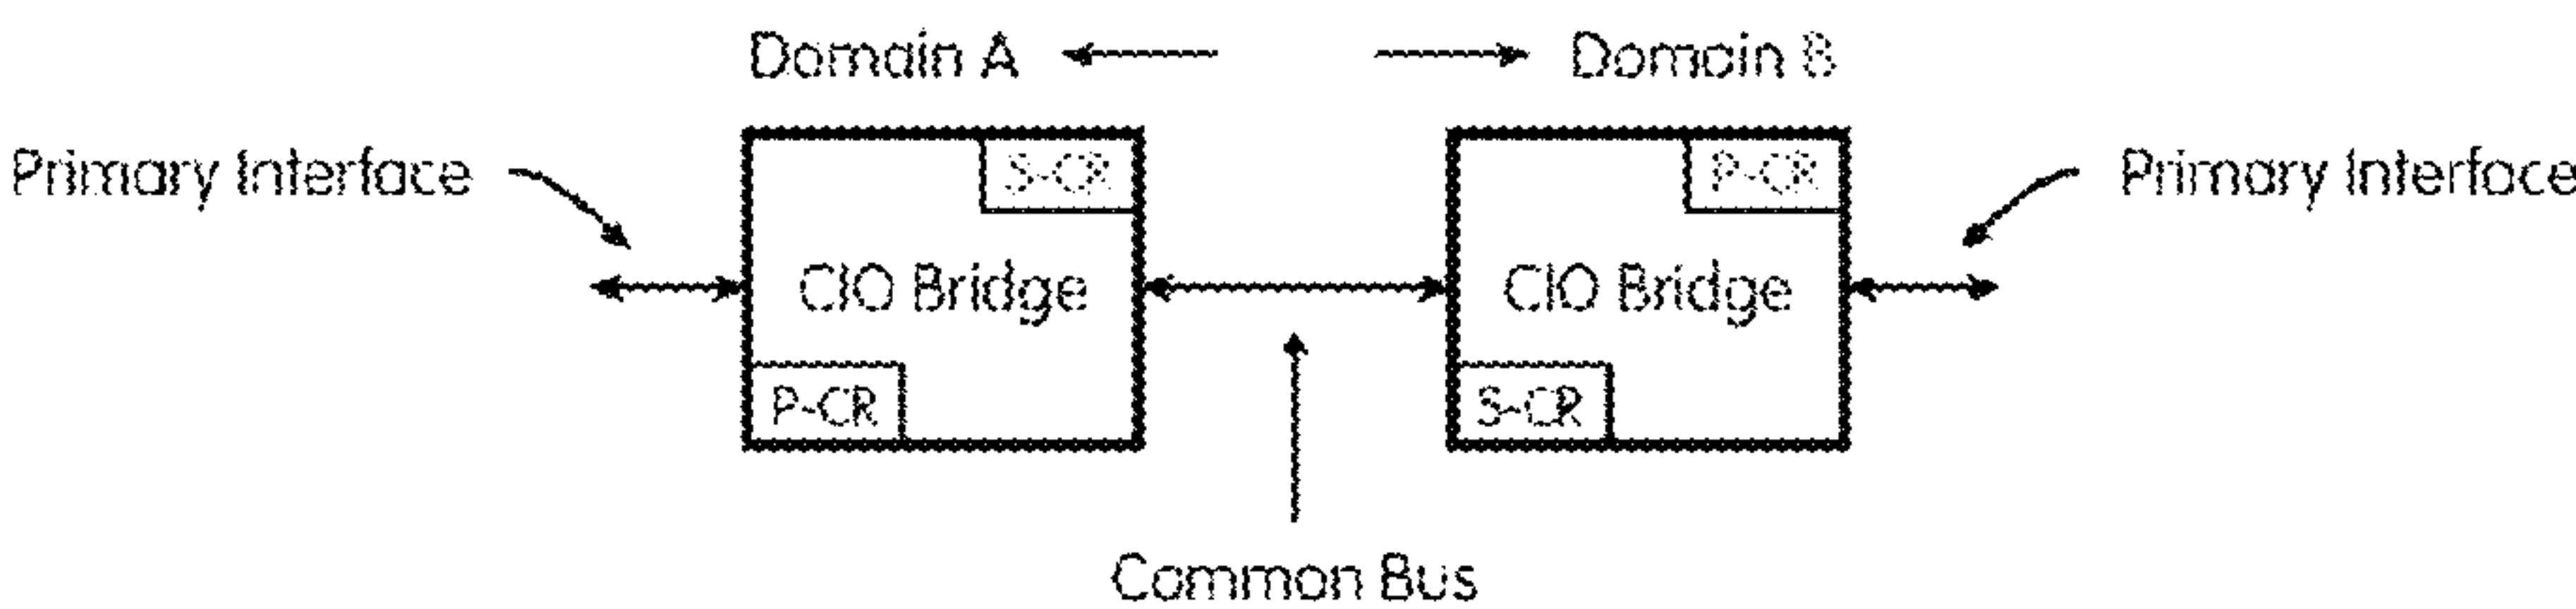 Domain A
Domain B
Primary Interface
S-CR
P-CR
Primary Interface
CIO Bridge
CIO Bridge
P-CR
S-CR
Common Bus